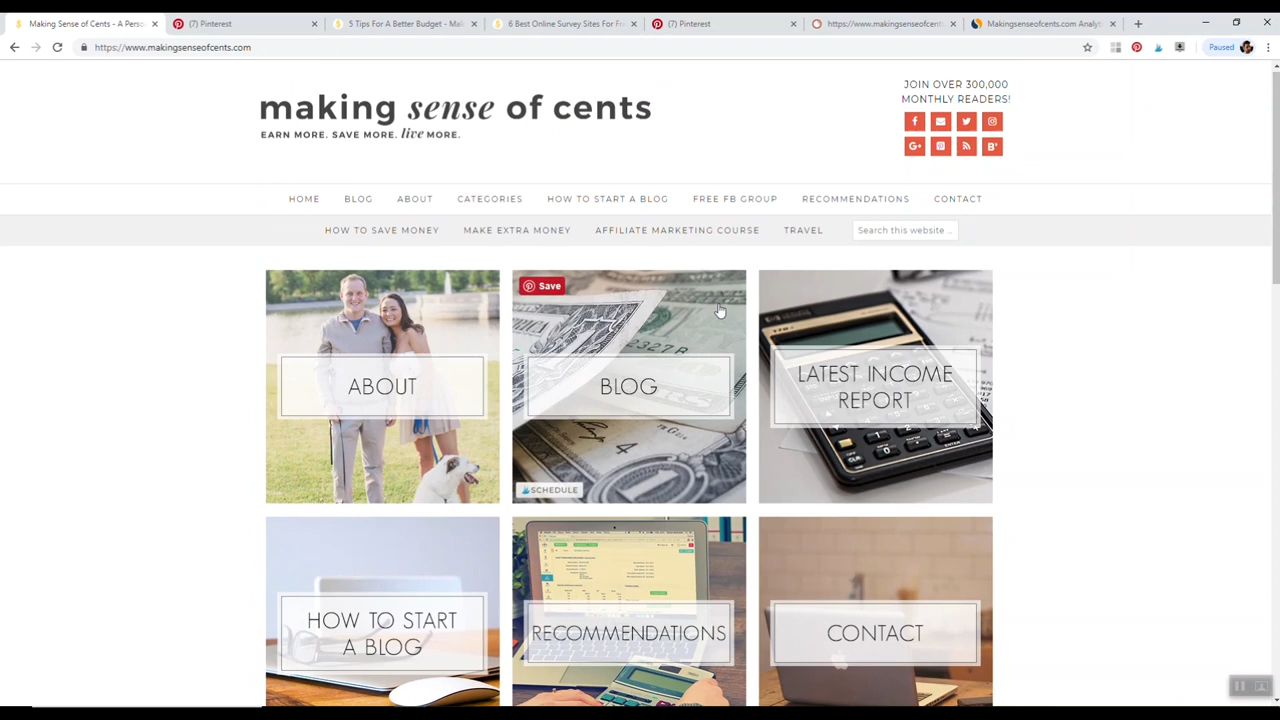 Making Sense of Cents - A Perso
(7) Pinterest
5 Tips For A Better Budget - Mak
6 Best Online Survey Sites For Fr
(7) Pinterest
https://www.makingsenseofcent
Makingsenseofcents.com Analyt
https://www.makingsenseofcents.com
Paused
making sense of cents
EARN MORE. SAVE MORE. live MORE.
JOIN OVER 300,000
MONTHLY READERS!
HOME BLOG ABOUT CATEGORIES HOW TO START A BLOG FREE FB GROUP RECOMMENDATIONS CONTACT
HOW TO SAVE MONEY MAKE EXTRA MONEY AFFILIATE MARKETING COURSE TRAVEL Search this website ...
Save
ABOUT
BLOG
LATEST INCOME
REPORT
SCHEDULE
HOW TO START
A BLOG
RECOMMENDATIONS
CONTACT